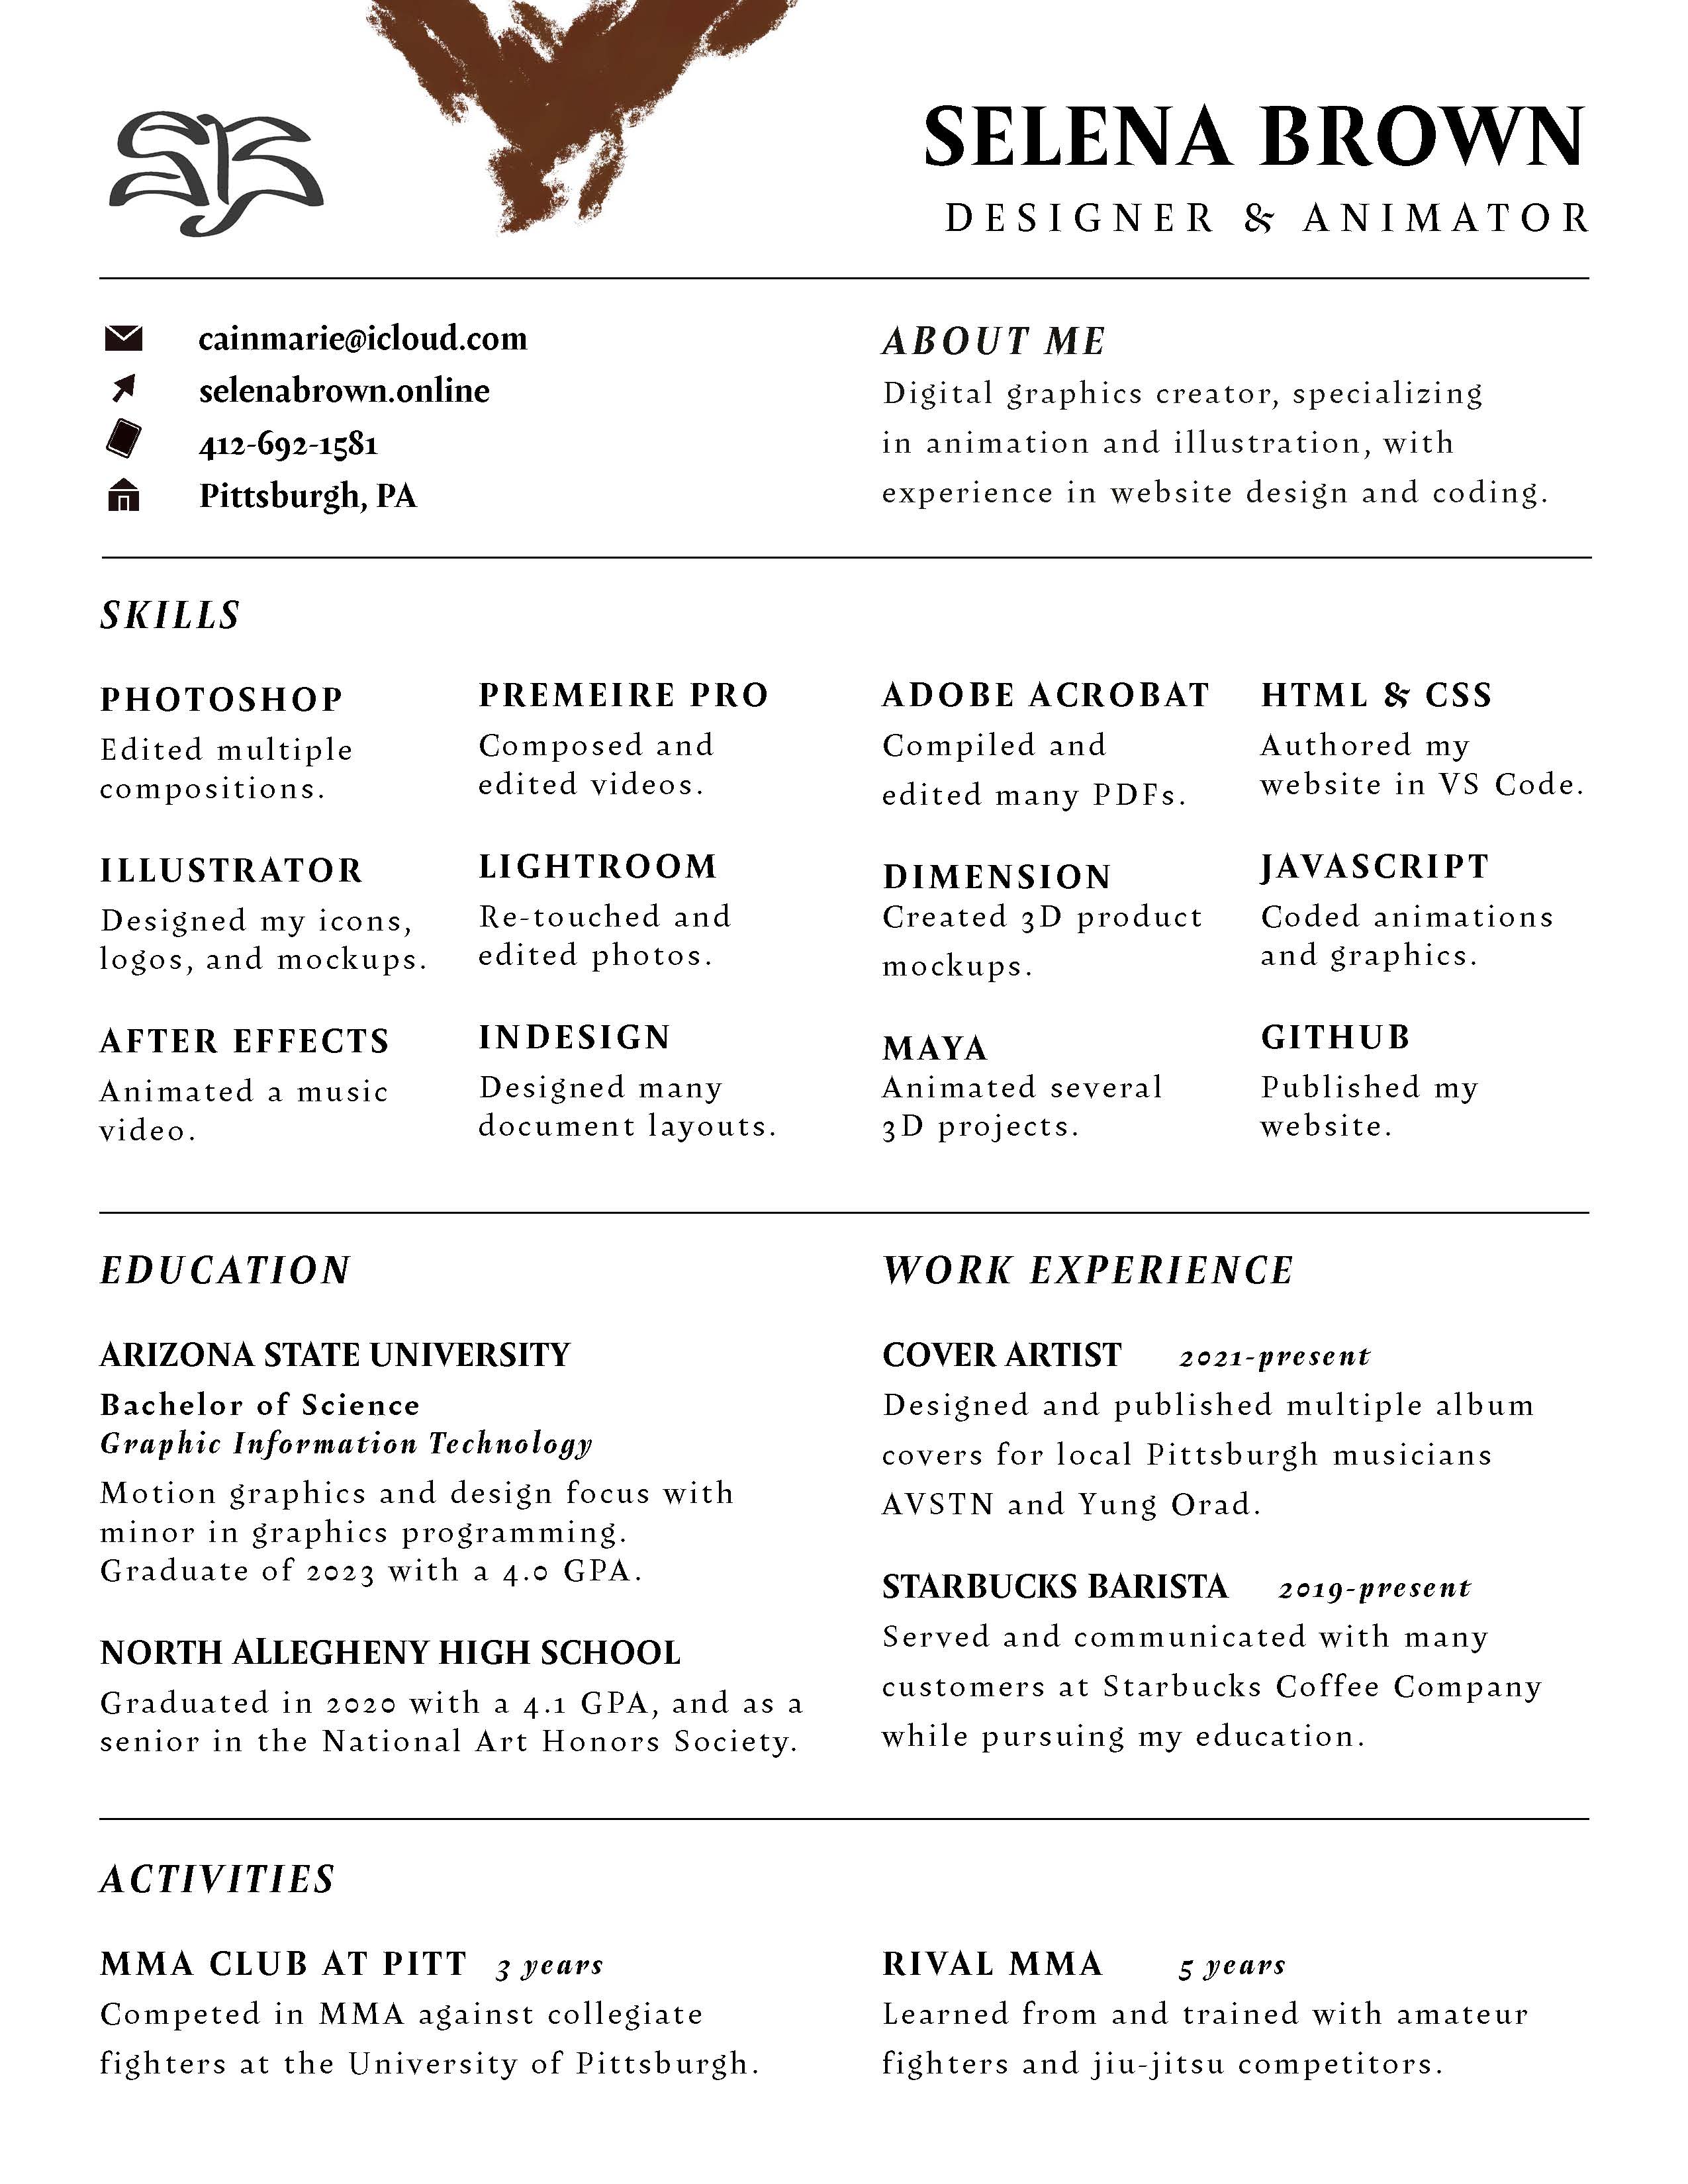 SELENA BROWN
DESIGNER & ANIMATOR
cainmarie@icloud.com
selenabrown.online
412-692-1581
Pittsburgh, PA
ABOUT ME
Digital graphics creator, specializing
in animation and illustration, with
experience in website design and coding.
SKILLS
PHOTOSHOP
Edited multiple
compositions.
ILLUSTRATOR
Designed my icons,
logos, and mockups.
AFTER EFFECTS
Animated a music
video.
PREMEIRE PRO
Composed and
edited videos.
LIGHTROOM
Re-touched and
edited photos.
INDESIGN
Designed many
document layouts.
ADOBE ACROBAT
Compiled and
edited many PDFs.
DIMENSION
Created 3D product
mockups.
MAYA
Animated several
3D projects.
HTML & CSS
Authored my
website in VS Code.
JAVASCRIPT
Coded animations
and graphics.
GITHUB
Published my
website.
EDUCATION
ARIZONA STATE UNIVERSITY
Bachelor of Science
Graphic Information Technology
Motion graphics and design focus with
minor in graphics programming.
Graduate of 2023 with a 4.0 GPA.
NORTH ALLEGHENY HIGH SCHOOL
Graduated in 2020 with a 4.1 GPA, and as a
senior in the National Art Honors Society.
WORK EXPERIENCE
COVER ARTIST 2021-present
Designed and published multiple album
covers for local Pittsburgh musicians
AVSTN and Yung Orad.
STARBUCKS BARISTA 2019-present
Served and communicated with many
customers at Starbucks Coffee Company
while pursuing my education.
ACTIVITIES
MMA CLUB AT PITT 3 years
Competed in MMA against collegiate
fighters at the University of Pittsburgh.
RIVAL MMA 5 years
Learned from and trained with amateur
fighters and jiu-jitsu competitors.